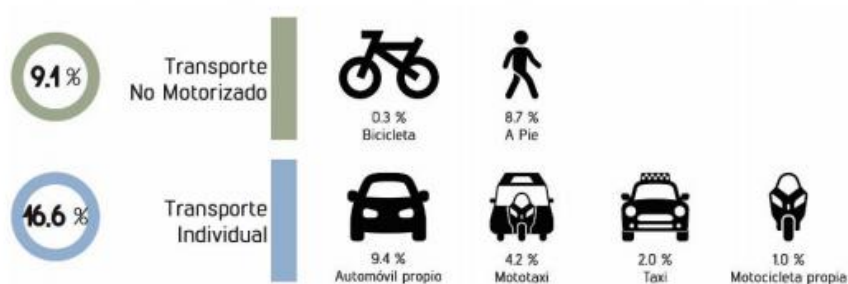 9.1 %
Transporte
No Motorizado
0.3 %
Bicicleta
8.7 %
A Pie
16.6 %
Transporte
Individual
9.4 %
Automóvil propio
4.2 %
Mototaxi
2.0 %
Taxi
1.0 %
Motocicleta propia